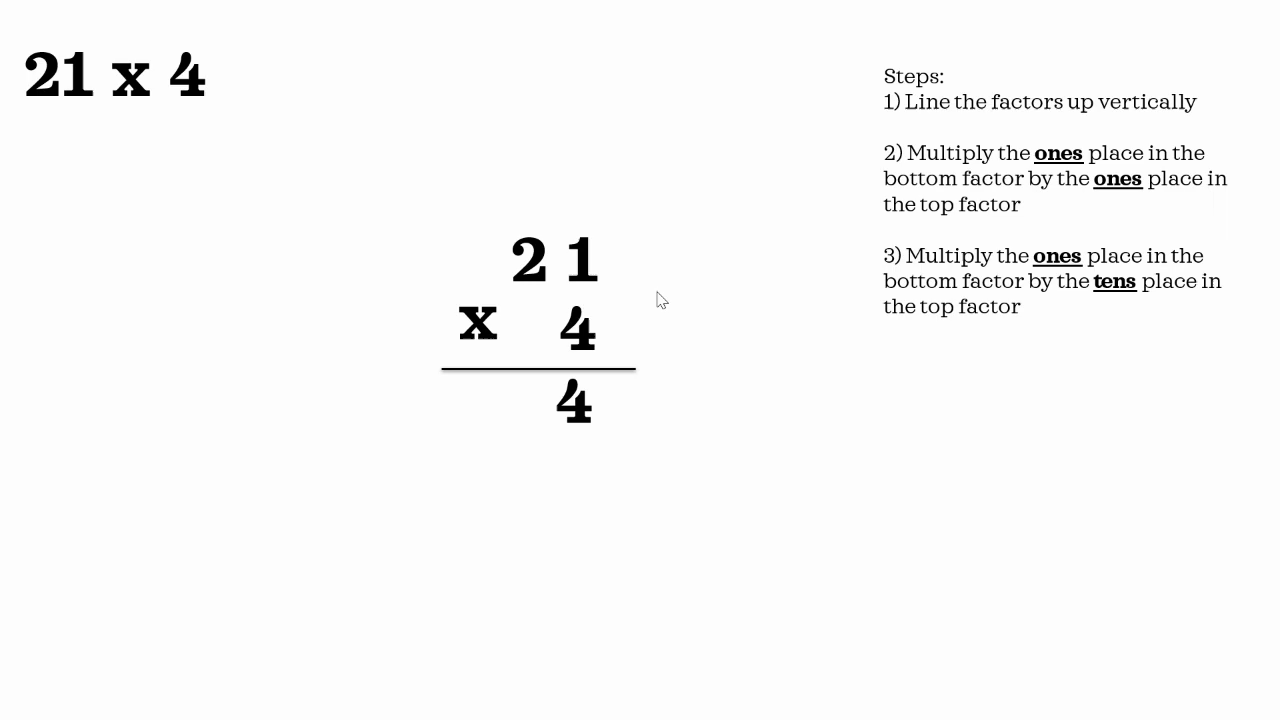 21 x 4
Steps:
1) Line the factors up vertically
2) Multiply the ones place in the
bottom factor by the ones place in
the top factor
3) Multiply the ones place in the
bottom factor by the tens place in
the top factor
2 1
x 4
4